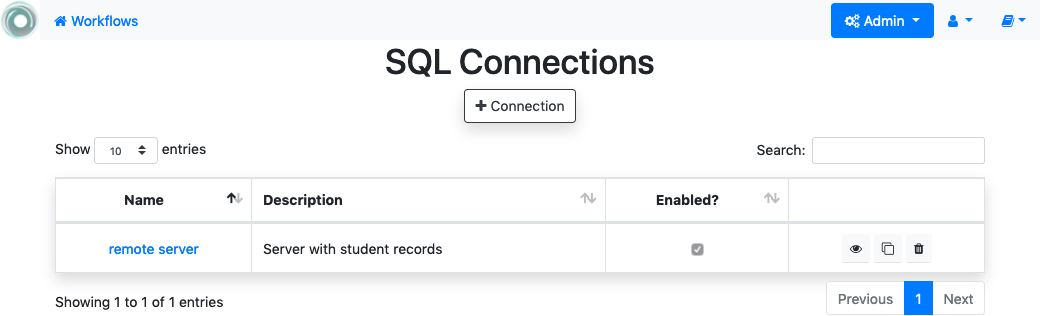 Workflows Admin
SQL Connections
Connection
Show 10 entries Search:
Name Description Enabled?
remote server Server with student records
Showing 1 to 1 of 1 entries Previous 1 Next